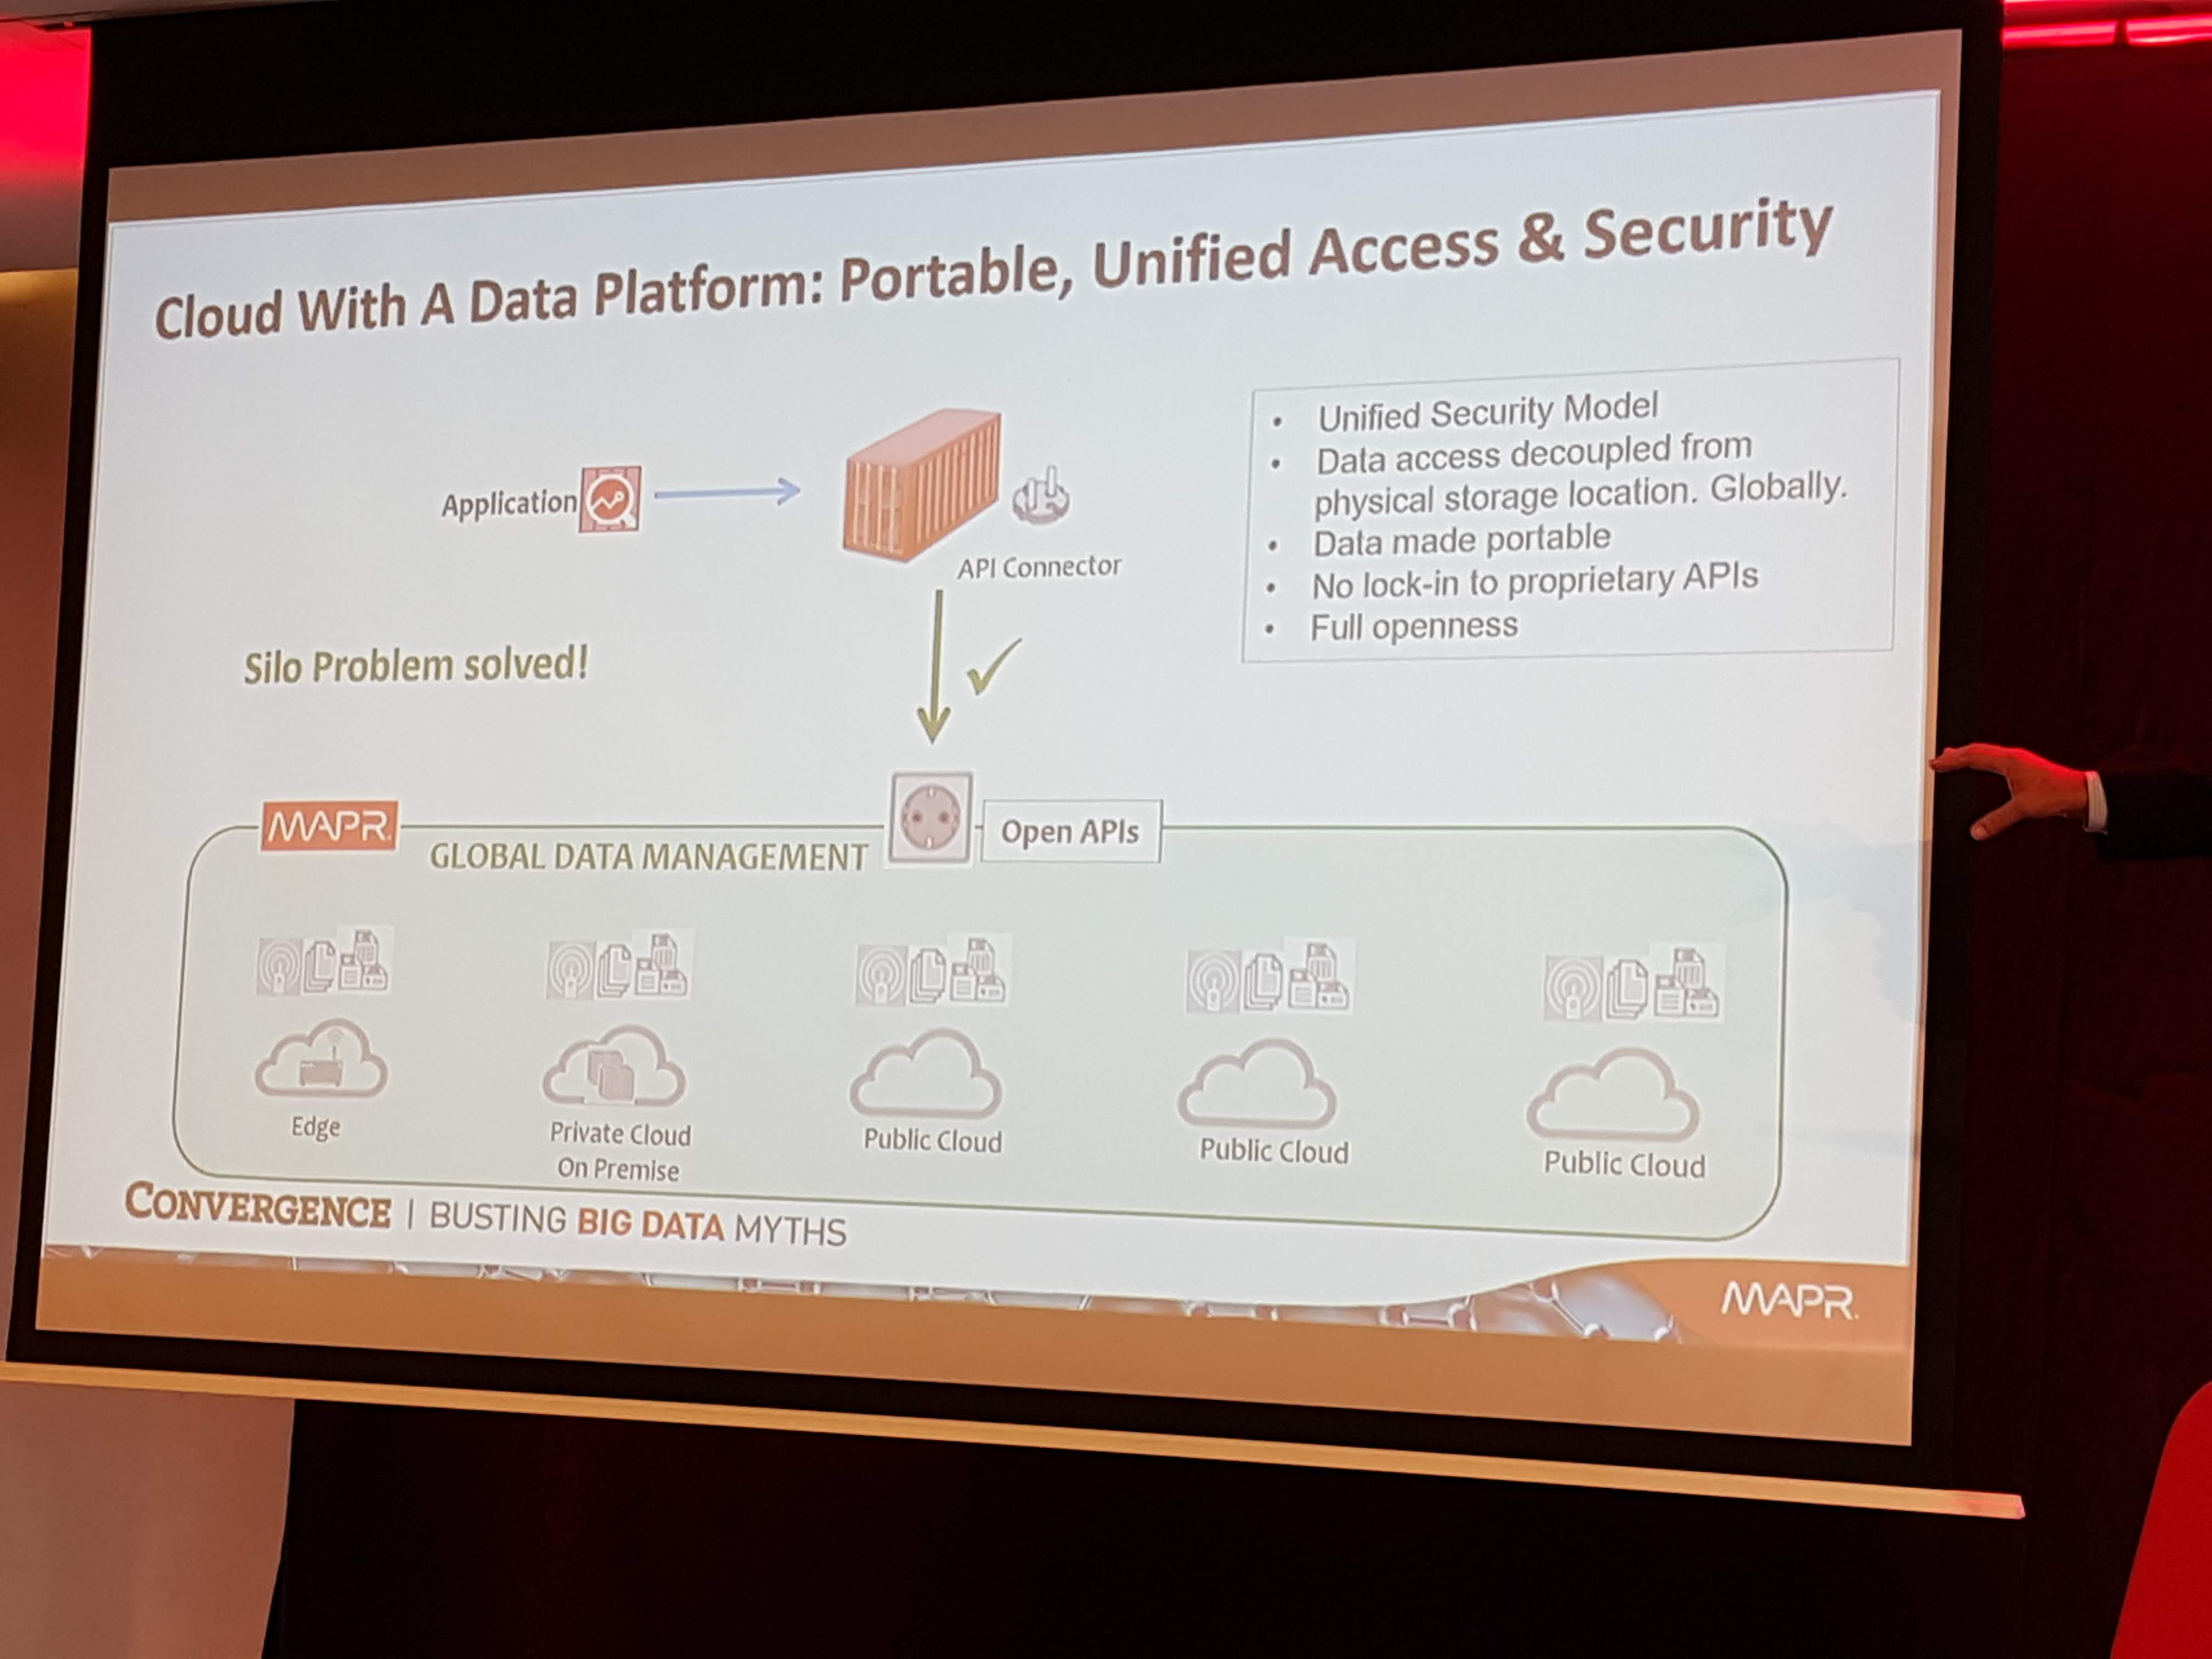 Cloud With A Data Platform: Portable, Unified Access & Security
Application
API Connector
• Unified Security Model
• Data access decoupled from
physical storage location. Globally.
• Data made portable
• No lock-in to proprietary APIs
• Full openness
Silo Problem solved!
MAPR.
GLOBAL DATA MANAGEMENT
Open APIs
Edge
Private Cloud
On Premise
Public Cloud
Public Cloud
Public Cloud
CONVERGENCE | BUSTING BIG DATA MYTHS
MAPR.